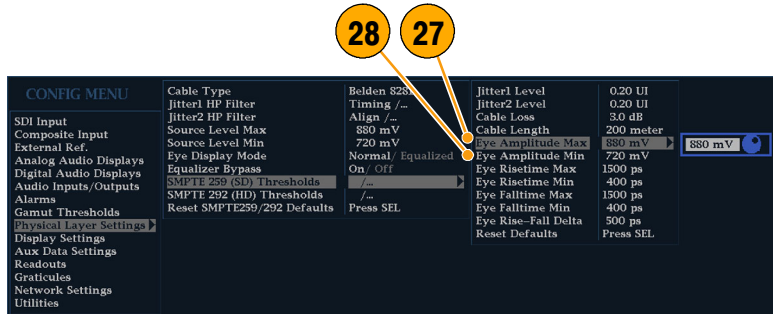 28 27
CONFIG MENU
SDI Input
Composite Input
External Ref.
Analog Audio Displays
Digital Audio Displays
Audio Inputs/Outputs
Alarms
Gamut Thresholds
Physical Layer Settings
Display Settings
Aux Data Settings
Readouts
Graticules
Network Settings
Utilities
Cable Type Belden 8281
Jitter1 HP Filter Timing /...
Jitter2 HP Filter Align /...
Source Level Max 880 mV
Source Level Min 720 mV
Eye Display Mode Normal/ Equalized
Equalizer Bypass On/ Off
SMPTE 259 (SD) Thresholds /...
SMPTE 292 (HD) Thresholds /...
Reset SMPTE259/292 Defaults Press SEL
Jitter1 Level 0.20 UI
Jitter2 Level 0.20 UI
Cable Loss 3.0 dB
Cable Length 200 meter
Eye Amplitude Max 880 mV
Eye Amplitude Min 720 mV
Eye Risetime Max 1500 ps
Eye Risetime Min 400 ps
Eye Falltime Max 1500 ps
Eye Falltime Min 400 ps
Eye Rise–Fall Delta 500 ps
Reset Defaults Press SEL
880 mV